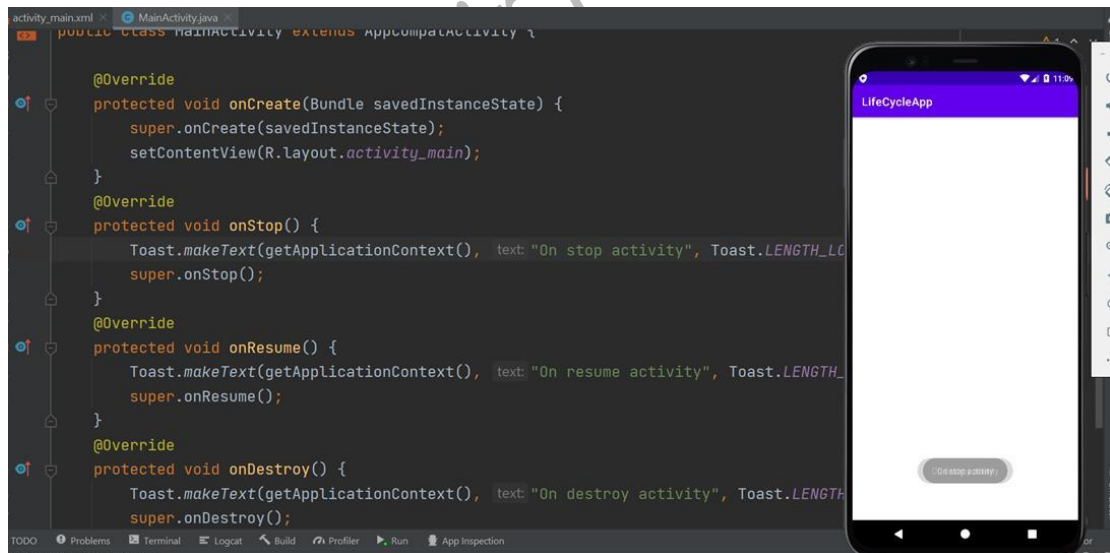 activity_main.xml × MainActivity.java ×
public class MainActivity extends AppCompatActivity {
@Override
protected void onCreate(Bundle savedInstanceState) {
super.onCreate(savedInstanceState);
setContentView(R.layout.activity_main);
}
@Override
protected void onStop() {
Toast.makeText(getApplicationContext(), text: "On stop activity", Toast.LENGTH_LO
super.onStop();
}
@Override
protected void onResume() {
Toast.makeText(getApplicationContext(), text: "On resume activity", Toast.LENGTH_
super.onResume();
}
@Override
protected void onDestroy() {
Toast.makeText(getApplicationContext(), text: "On destroy activity", Toast.LENGTH
super.onDestroy();
TODO Problems Terminal Logcat Build Profiler Run App Inspection
11:09
LifeCycleApp